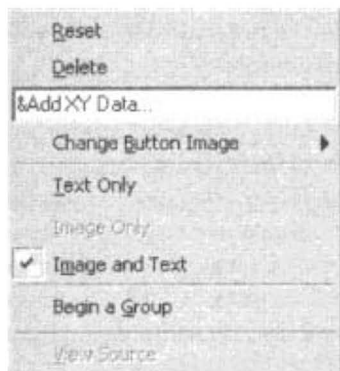 Reset
Delete
&Add XY Data...
Change Button Image
Text Only
Image Only
Image and Text
Begin a Group
View Source